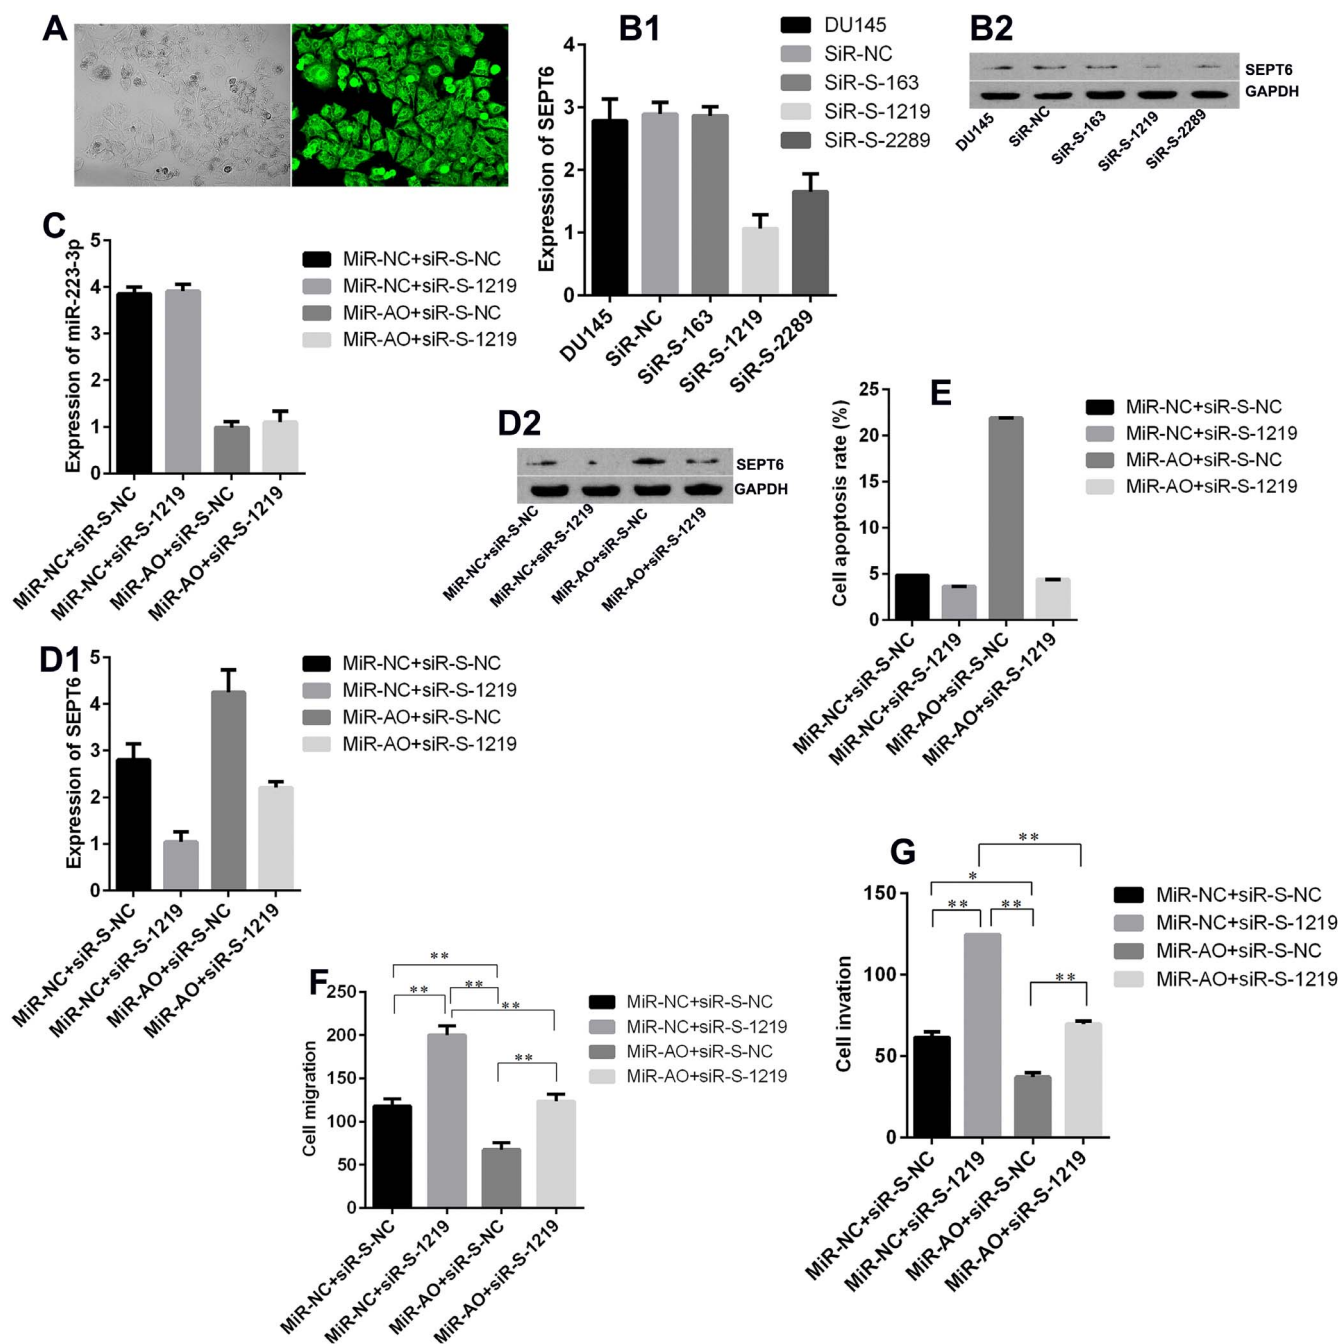 A
B1
Expression of SEPT6
4
3
2
1
0
DU145
SiR-NC
SiR-S-163
SiR-S-1219
SiR-S-2289
DU145
SiR-NC
SiR-S-163
SiR-S-1219
SiR-S-2289
B2
SEPT6
GAPDH
DU145
SiR-NC
SiR-S-163
SiR-S-1219
SiR-S-2289
C
Expression of miR-223-3p
5
4
3
2
1
0
MiR-NC+siR-S-NC
MiR-NC+siR-S-1219
MiR-AO+siR-S-NC
MiR-AO+siR-S-1219
MiR-NC+siR-S-NC
MiR-NC+siR-S-1219
MiR-AO+siR-S-NC
MiR-AO+siR-S-1219
D2
SEPT6
GAPDH
MiR-NC+siR-S-NC
MiR-NC+siR-S-1219
MiR-AO+siR-S-NC
MiR-AO+siR-S-1219
E
Cell apoptosis rate (%)
25
20
15
10
5
0
MiR-NC+siR-S-NC
MiR-NC+siR-S-1219
MiR-AO+siR-S-NC
MiR-AO+siR-S-1219
MiR-NC+siR-S-NC
MiR-NC+siR-S-1219
MiR-AO+siR-S-NC
MiR-AO+siR-S-1219
D1
Expression of SEPT6
5
4
3
2
1
0
MiR-NC+siR-S-NC
MiR-NC+siR-S-1219
MiR-AO+siR-S-NC
MiR-AO+siR-S-1219
MiR-NC+siR-S-NC
MiR-NC+siR-S-1219
MiR-AO+siR-S-NC
MiR-AO+siR-S-1219
F
Cell migration
250
200
150
100
50
0
**
**
**
**
**
MiR-NC+siR-S-NC
MiR-NC+siR-S-1219
MiR-AO+siR-S-NC
MiR-AO+siR-S-1219
MiR-NC+siR-S-NC
MiR-NC+siR-S-1219
MiR-AO+siR-S-NC
MiR-AO+siR-S-1219
G
Cell invation
150
100
50
0
**
*
**
**
**
MiR-NC+siR-S-NC
MiR-NC+siR-S-1219
MiR-AO+siR-S-NC
MiR-AO+siR-S-1219
MiR-NC+siR-S-NC
MiR-NC+siR-S-1219
MiR-AO+siR-S-NC
MiR-AO+siR-S-1219